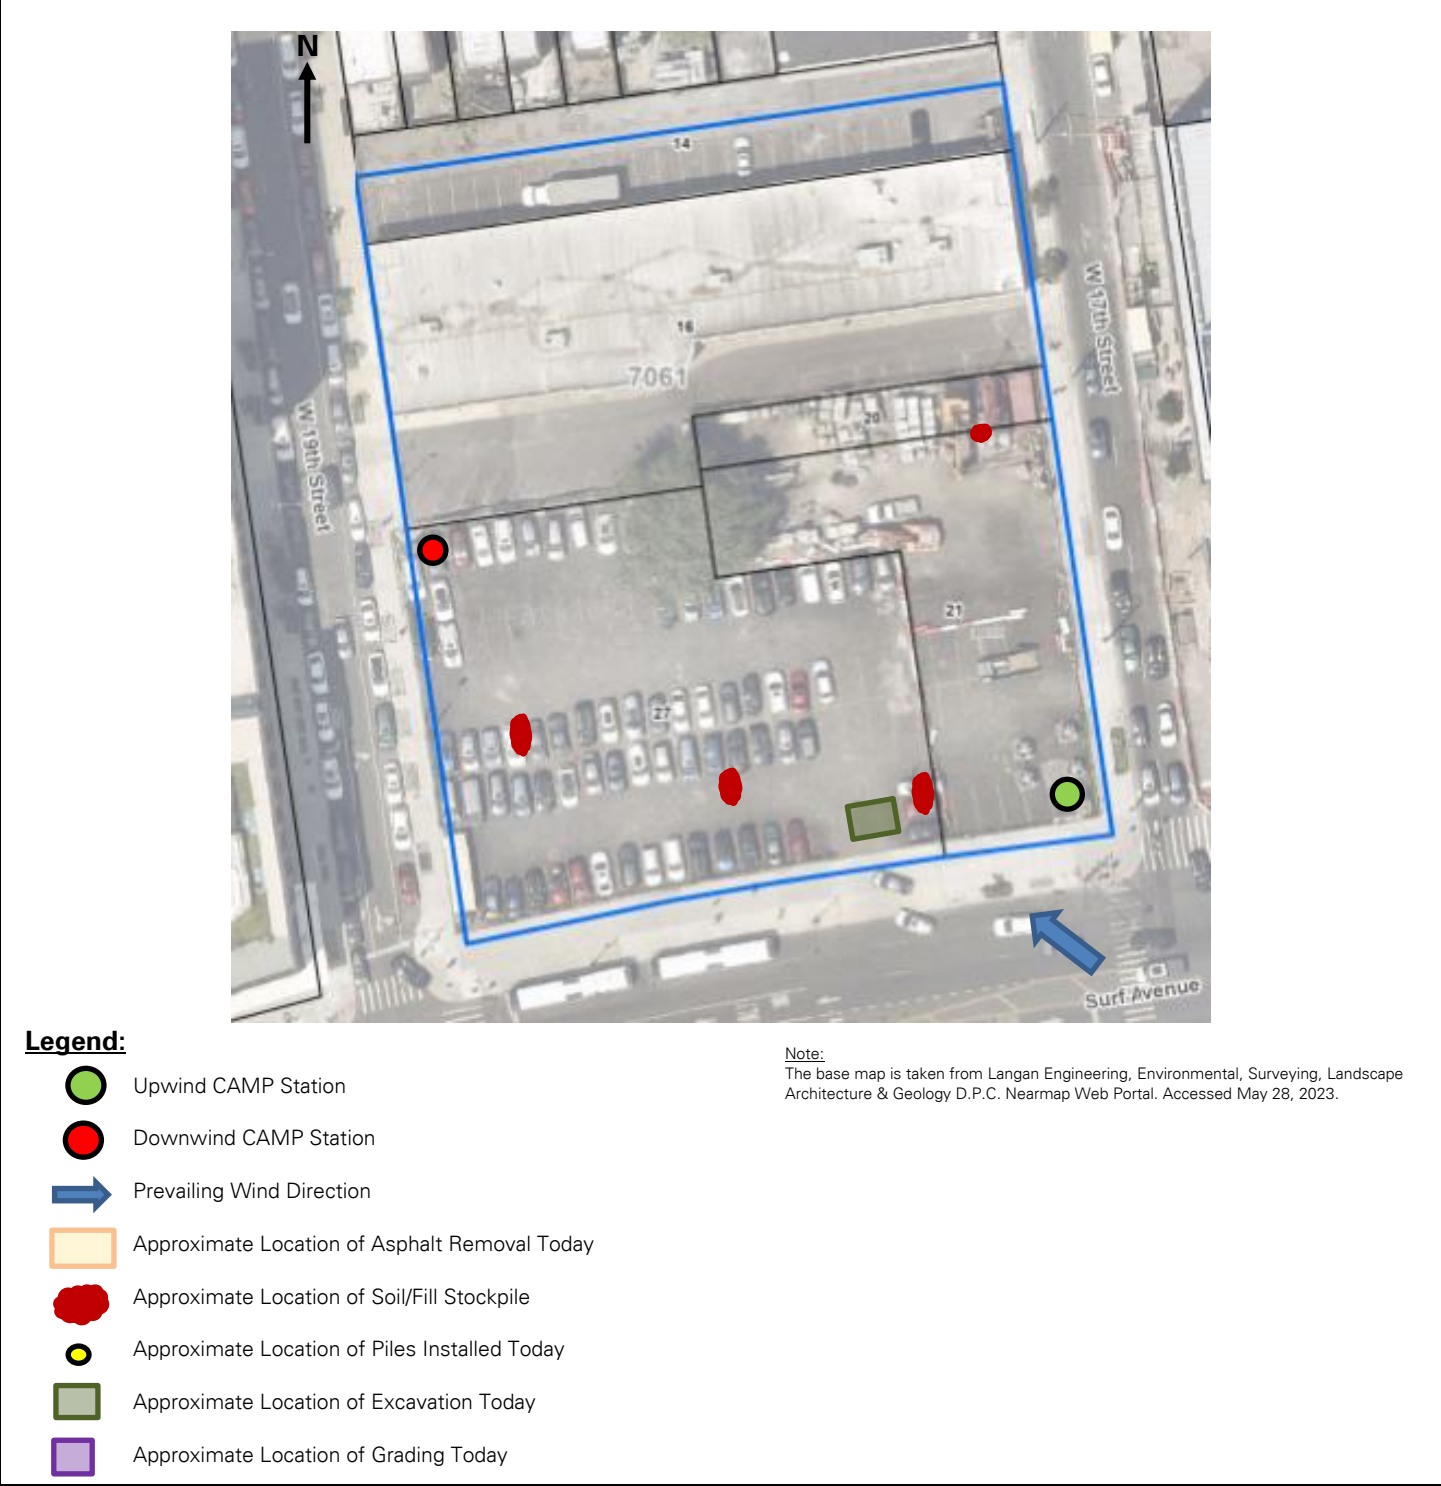 N
14
16
7061
W 17th Street
20
W 19th Street
21
27
Surf Avenue
Legend:
Upwind CAMP Station
Downwind CAMP Station
Prevailing Wind Direction
Approximate Location of Asphalt Removal Today
Approximate Location of Soil/Fill Stockpile
Approximate Location of Piles Installed Today
Approximate Location of Excavation Today
Approximate Location of Grading Today
Note:
The base map is taken from Langan Engineering, Environmental, Surveying, Landscape
Architecture & Geology D.P.C. Nearmap Web Portal. Accessed May 28, 2023.